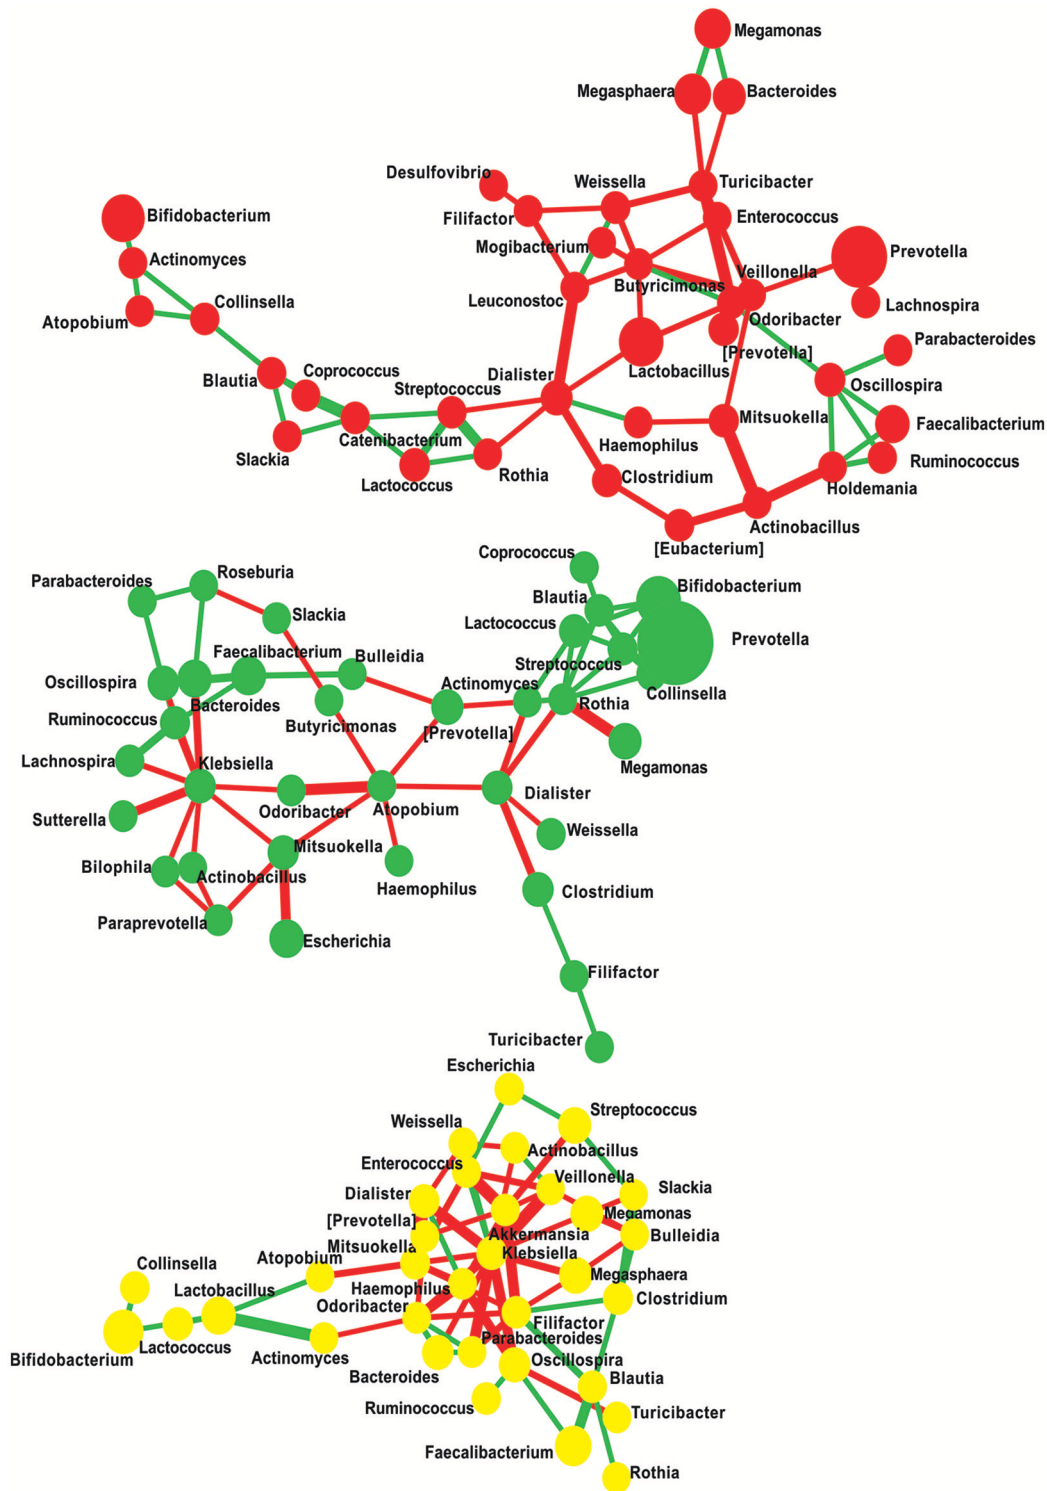 Megamonas
Megasphaera
Bacteroides
Desulfovibrio
Weissella
Turicibacter
Bifidobacterium
Filifactor
Enterococcus
Mogibacterium
Actinomyces
Prevotella
Butyricimonas
Veillonella
Collinsella
Leuconostoc
Lachnospira
Atopobium
Odoribacter
[Prevotella]
Parabacteroides
Blautia
Coprococcus
Dialister
Lactobacillus
Streptococcus
Oscillospira
Catenibacterium
Haemophilus
Mitsuokella
Faecalibacterium
Slackia
Rothia
Clostridium
Ruminococcus
Lactococcus
Holdemania
Actinobacillus
[Eubacterium]
Coprococcus
Roseburia
Parabacteroides
Bifidobacterium
Blautia
Slackia
Lactococcus
Prevotella
Faecalibacterium
Bulleidia
Streptococcus
Oscillospira
Actinomyces
Collinsella
Bacteroides
Rothia
Ruminococcus
Butyricimonas
[Prevotella]
Lachnospira
Klebsiella
Megamonas
Dialister
Sutterella
Odoribacter
Atopobium
Weissella
Mitsuokella
Bilophila
Actinobacillus
Haemophilus
Clostridium
Paraprevotella
Escherichia
Filifactor
Turicibacter
Escherichia
Streptococcus
Weissella
Actinobacillus
Enterococcus
Veillonella
Dialister
Slackia
Megamonas
[Prevotella]
Akkermansia
Bulleidia
Mitsuokella
Klebsiella
Atopobium
Collinsella
Megasphaera
Haemophilus
Lactobacillus
Clostridium
Odoribacter
Filifactor
Parabacteroides
Lactococcus
Actinomyces
Bifidobacterium
Oscillospira
Bacteroides
Blautia
Ruminococcus
Turicibacter
Faecalibacterium
Rothia